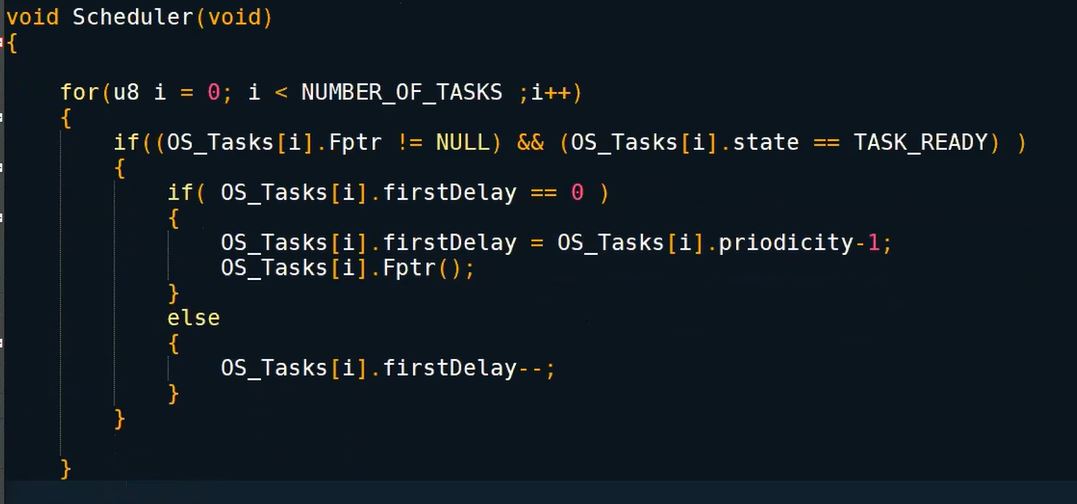 void Scheduler(void)
{
for(u8 i = 0; i < NUMBER_OF_TASKS ;i++)
{
if((OS_Tasks[i].Fptr != NULL) && (OS_Tasks[i].state == TASK_READY) )
{
if( OS_Tasks[i].firstDelay == 0 )
{
OS_Tasks[i].firstDelay = OS_Tasks[i].priodicity-1;
OS_Tasks[i].Fptr();
}
else
{
OS_Tasks[i].firstDelay--;
}
}
}